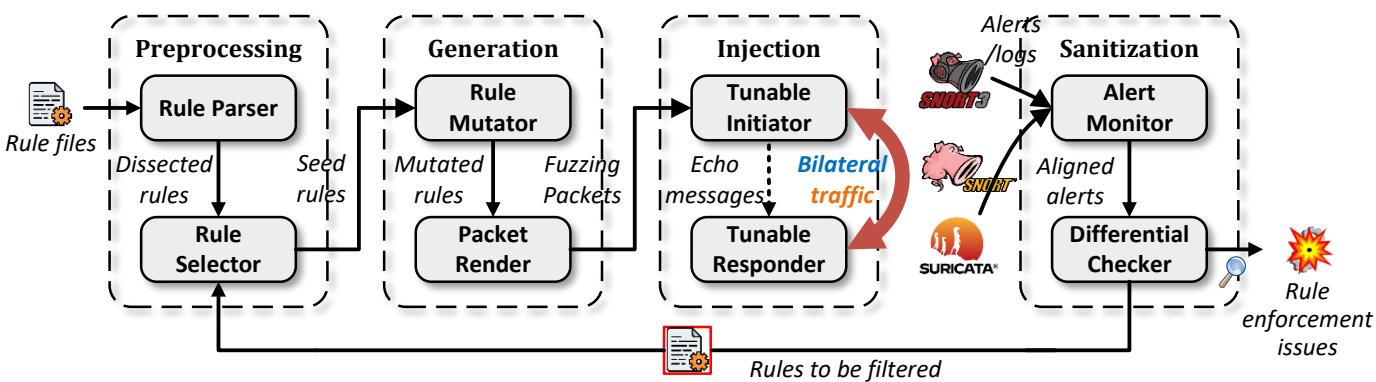 Preprocessing
Rule files
Rule Parser
Dissected
rules
Rule
Selector
Seed
rules
Generation
Rule
Mutator
Mutated
rules
Packet
Render
Fuzzing
Packets
Injection
Tunable
Initiator
Echo
messages
Bilateral
traffic
Tunable
Responder
SNORT3
SNORT
SURICATA®
Alerts
/logs
Sanitization
Alert
Monitor
Aligned
alerts
Differential
Checker
Rule
enforcement
issues
Rules to be filtered